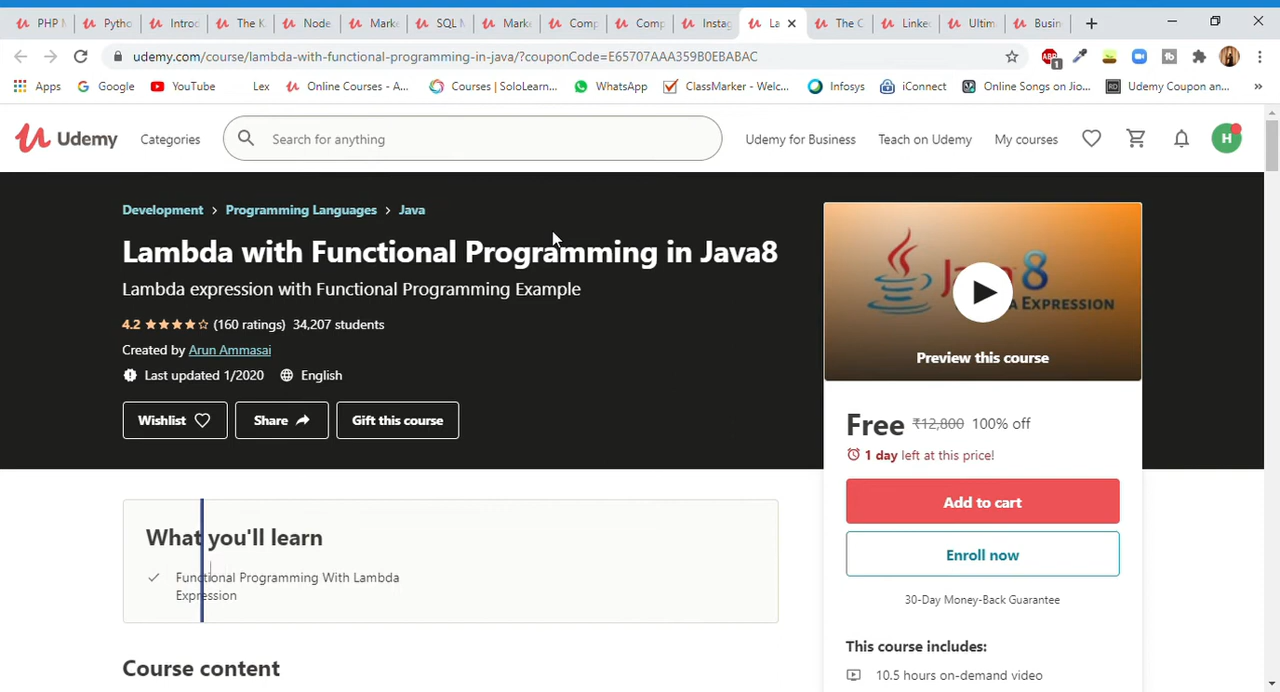 PHP M
Pytho
Introd
The K
Node
Marke
SQL M
Marke
Comp
Comp
Instag
La
The C
Linke
Ultim
Busin
udemy.com/course/lambda-with-functional-programming-in-java/?couponCode=E65707AAA359B0EBABAC
ABP
1
Apps
Google
YouTube
Lex
Online Courses - A...
Courses | SoloLearn...
WhatsApp
ClassMarker - Welc...
Infosys
iConnect
Online Songs on Jio...
Udemy Coupon an...
»
Udemy
Categories
Search for anything
Udemy for Business
Teach on Udemy
My courses
H
Development > Programming Languages > Java
Lambda with Functional Programming in Java8
Lambda expression with Functional Programming Example
4.2 (160 ratings) 34,207 students
Created by Arun Ammasai
Last updated 1/2020 English
Wishlist
Share
Gift this course
8
EXPRESSION
Preview this course
Free ₹12,800 100% off
1 day left at this price!
Add to cart
Enroll now
30-Day Money-Back Guarantee
This course includes:
10.5 hours on-demand video
What you'll learn
Functional Programming With Lambda
Expression
Course content